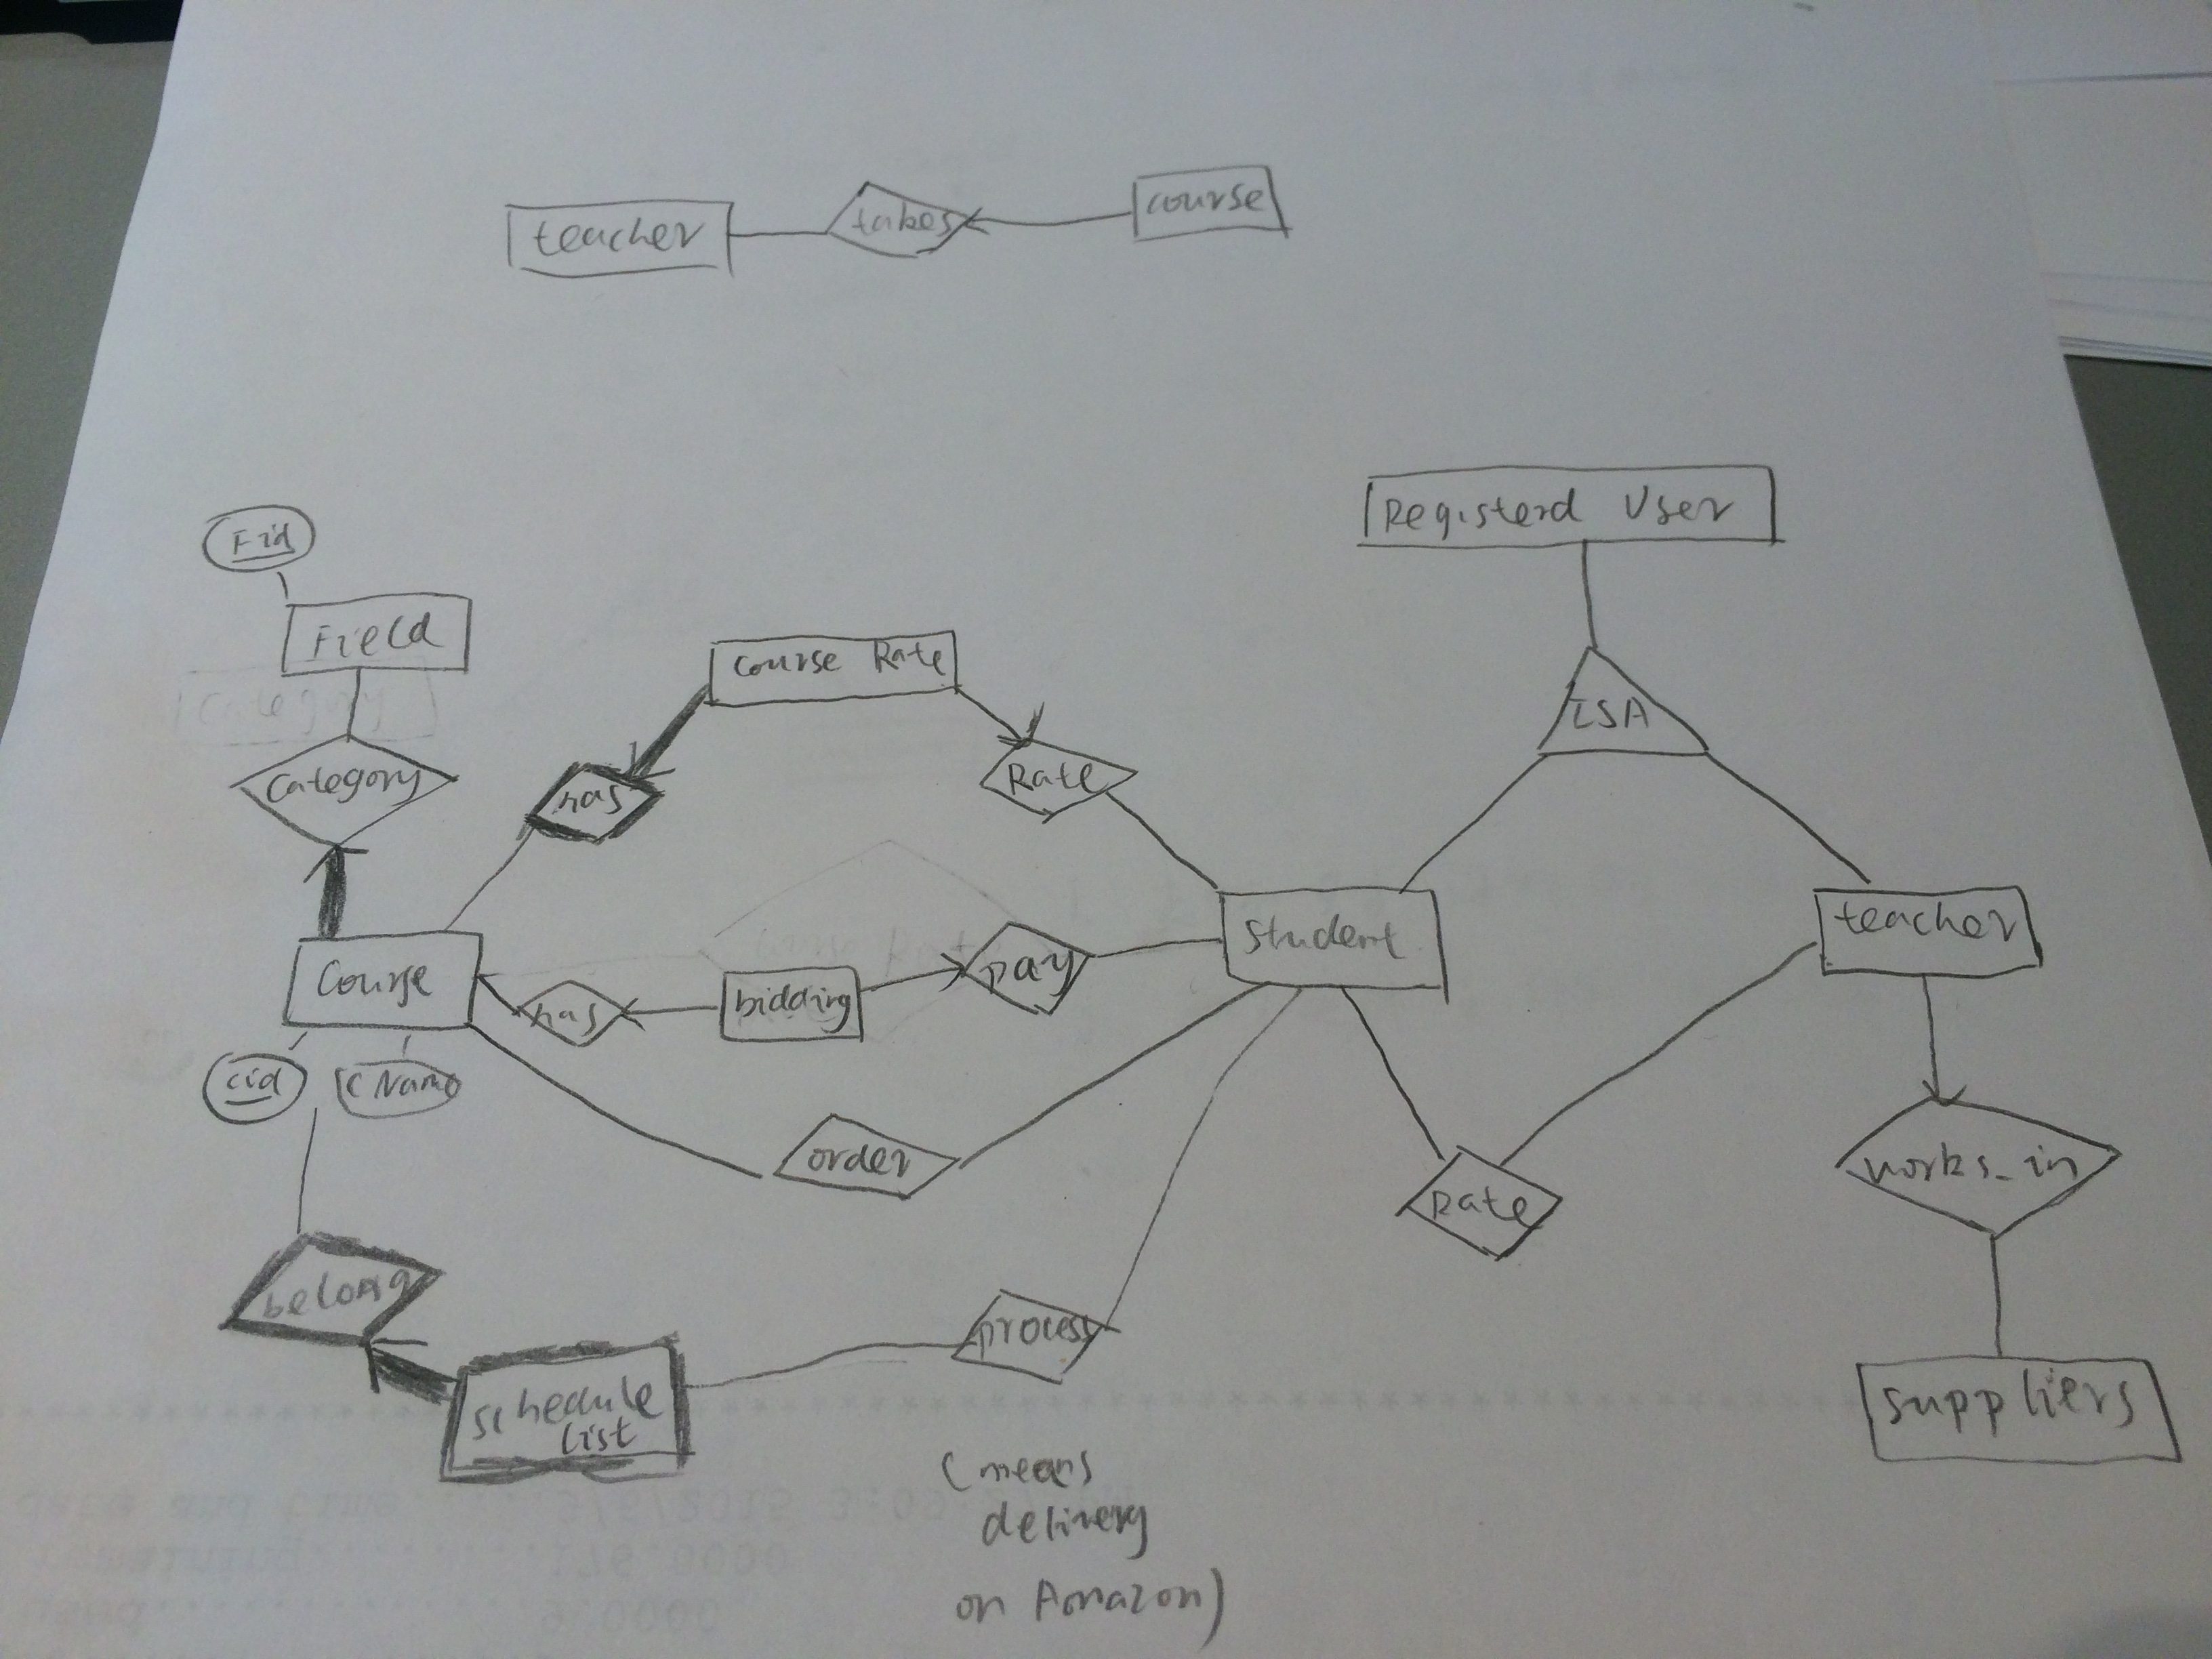 teacher
takes
course
Registerd User
Fid
Field
Category
ISA
Course Rate
Category
has
Rate
Course
has
bidding
pay
Student
teacher
cid
CName
order
works_in
Rate
belong
process
schedule
list
suppliers
(means
delivery
on Amazon)